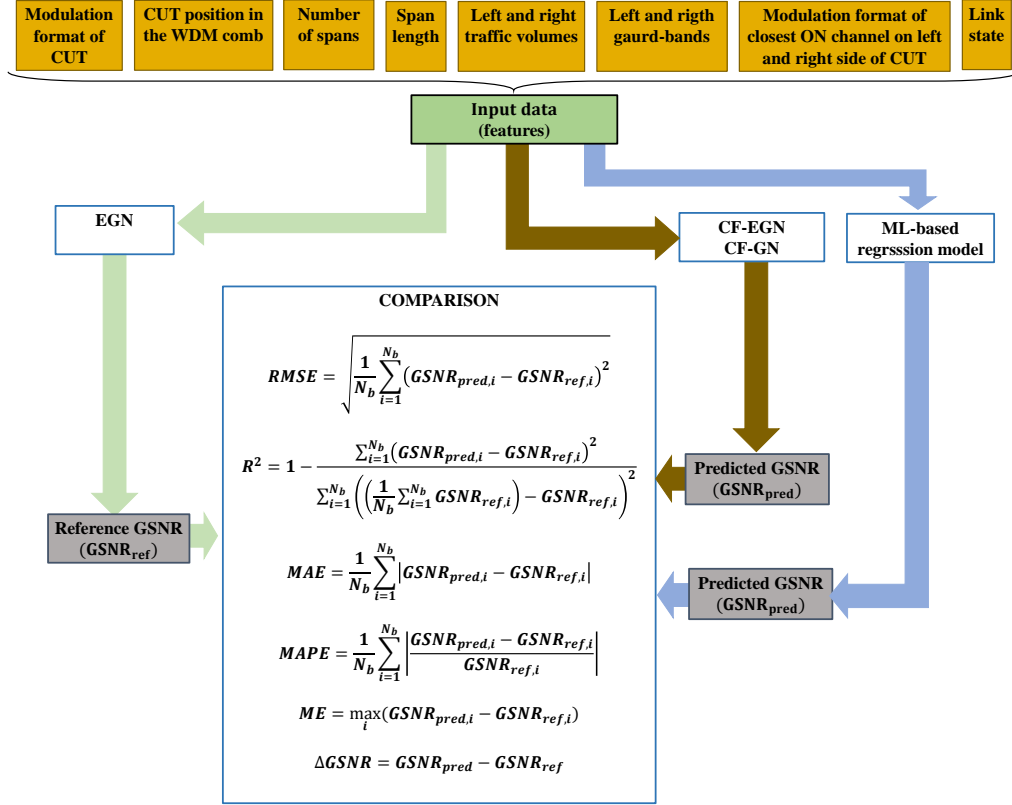 Modulation
format of
CUT
CUT position in
the WDM comb
Number
of spans
Span
length
Left and right
traffic volumes
Left and rigth
gaurd-bands
Modulation format of
closest ON channel on left
and right side of CUT
Link
state
Input data
(features)
EGN
CF-EGN
CF-GN
ML-based
regrsssion model
COMPARISON
RMSE = √(1/N_b ∑_{i=1}^{N_b} (GSNR_{pred,i} − GSNR_{ref,i})^2)
R^2 = 1 − ∑_{i=1}^{N_b} (GSNR_{pred,i} − GSNR_{ref,i})^2 / ∑_{i=1}^{N_b} ((1/N_b ∑_{i=1}^{N_b} GSNR_{ref,i}) − GSNR_{ref,i})^2
Predicted GSNR
(GSNR_pred)
Reference GSNR
(GSNR_ref)
MAE = 1/N_b ∑_{i=1}^{N_b} |GSNR_{pred,i} − GSNR_{ref,i}|
Predicted GSNR
(GSNR_pred)
MAPE = 1/N_b ∑_{i=1}^{N_b} |(GSNR_{pred,i} − GSNR_{ref,i}) / GSNR_{ref,i}|
ME = max_i (GSNR_{pred,i} − GSNR_{ref,i})
ΔGSNR = GSNR_{pred} − GSNR_{ref}